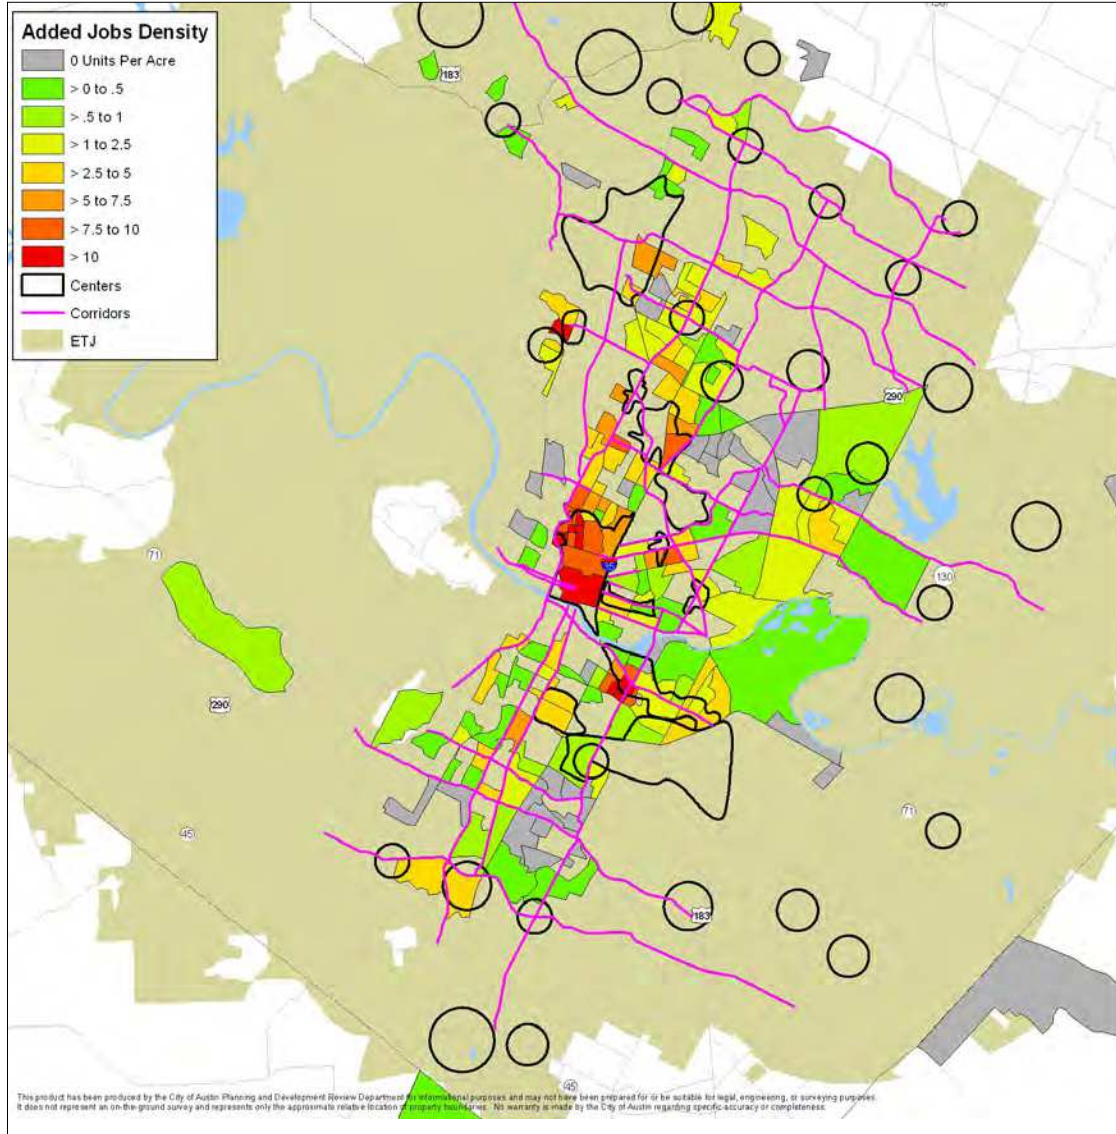 Added Jobs Density
0 Units Per Acre
> 0 to .5
> .5 to 1
> 1 to 2.5
> 2.5 to 5
> 5 to 7.5
> 7.5 to 10
> 10
Centers
Corridors
ETJ
183
290
35
71
130
290
45
71
183
45
This product has been produced by the City of Austin Planning and Development Review Department for informational purposes and may not have been prepared for or be suitable for legal, engineering, or surveying purposes.
It does not represent an on-the-ground survey and represents only the approximate relative location of property boundaries. No warranty is made by the City of Austin regarding specific accuracy or completeness.